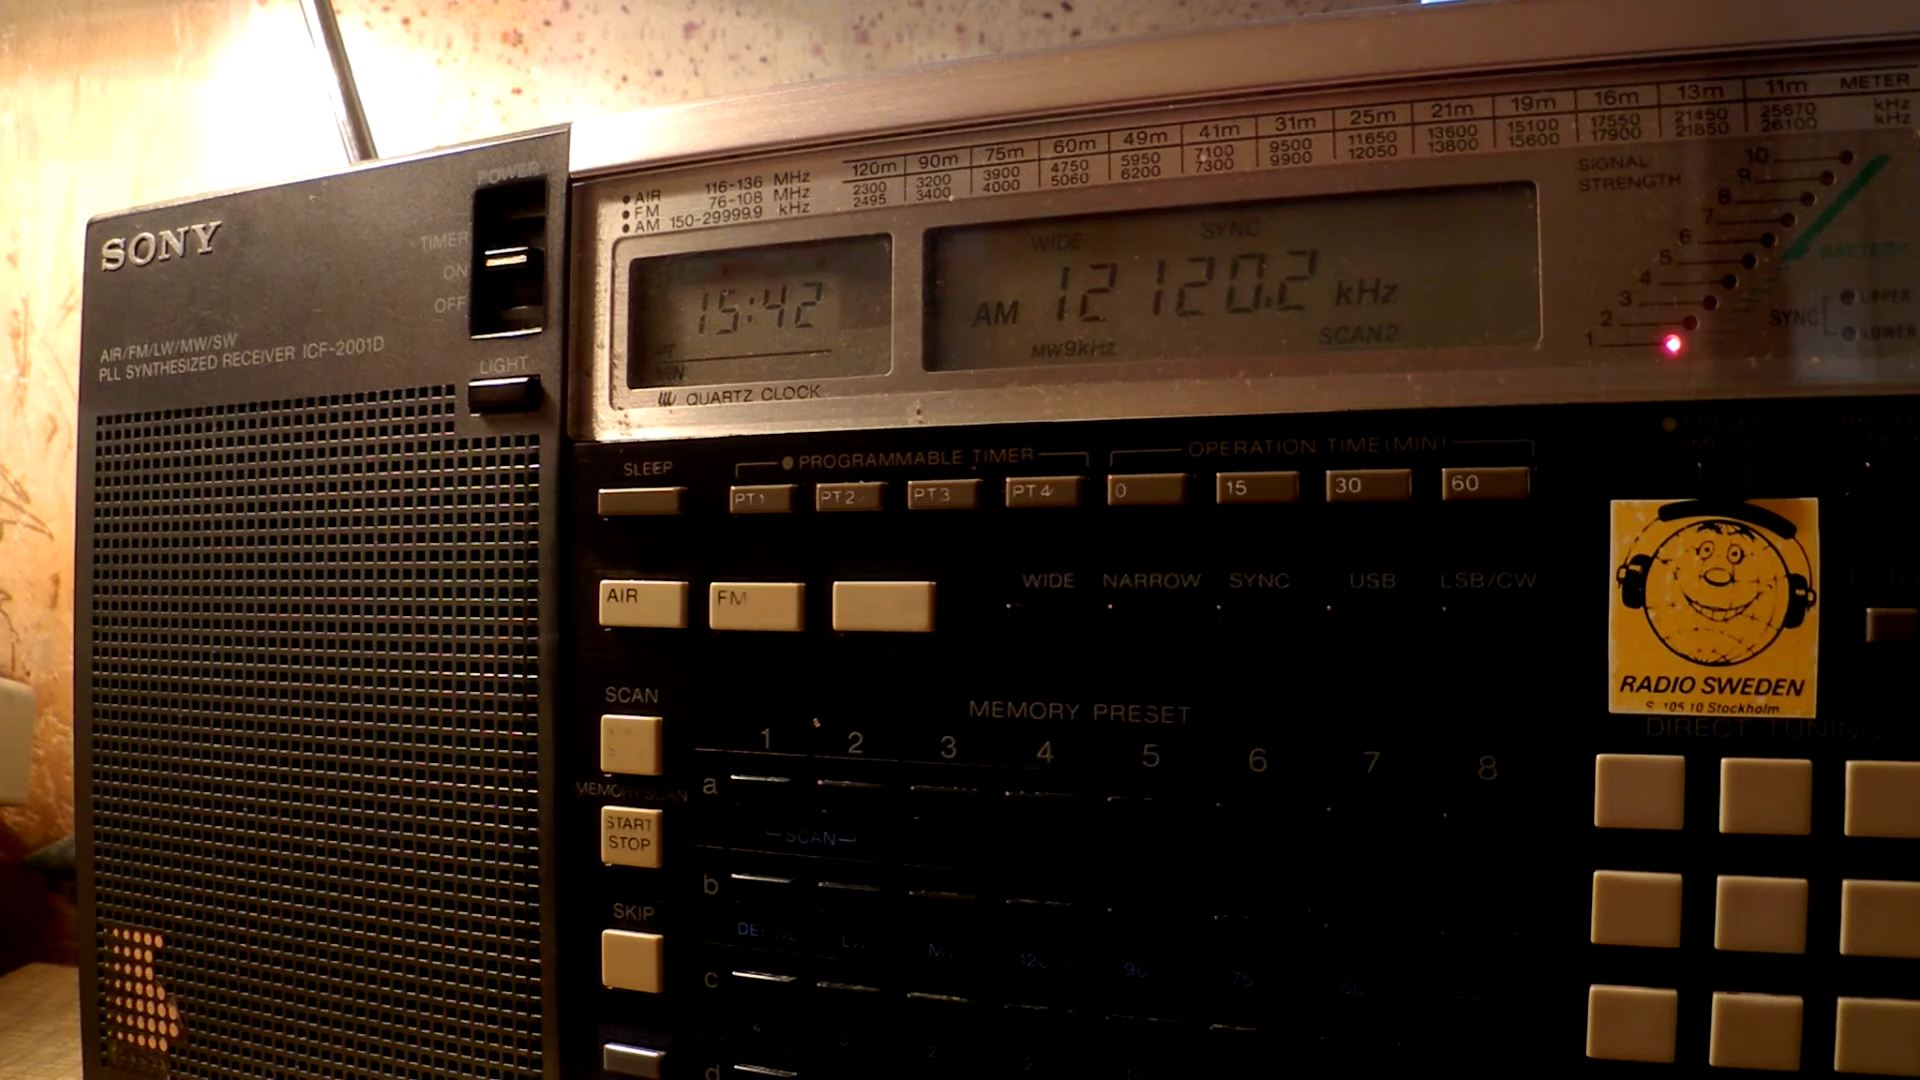 SONY
POWER
TIMER
ON
OFF
LIGHT
AIR/FM/LW/MW/SW
PLL SYNTHESIZED RECEIVER ICF-2001D
AIR 116-136 MHz
FM 76-108 MHz
AM 150-29999.9 kHz
120m 90m 75m 60m 49m 41m 31m 25m 21m 19m 16m 13m 11m METER
2300 3200 3900 4750 5950 7100 9500 11650 13600 15100 17550 21450 25670 kHz
2495 3400 4000 5060 6200 7300 9900 12050 13800 15600 17900 21850 26100 kHz
15:42
QUARTZ CLOCK
WIDE SYNC
AM 12120.2 kHz
MW9kHz SCAN2
SIGNAL
STRENGTH
10
9
8
7
6
5
4
3
2
1
BATTERY
SYNC
UPPER
LOWER
SLEEP
PROGRAMMABLE TIMER
OPERATION TIME (MIN)
PT1 PT2 PT3 PT4 0 15 30 60
AIR FM
WIDE NARROW SYNC USB LSB/CW
RADIO SWEDEN
S-105 10 Stockholm
DIRECT TUNING
SCAN
MEMORY SCAN
START
STOP
SKIP
MEMORY PRESET
1 2 3 4 5 6 7 8
a
SCAN
b
c
d